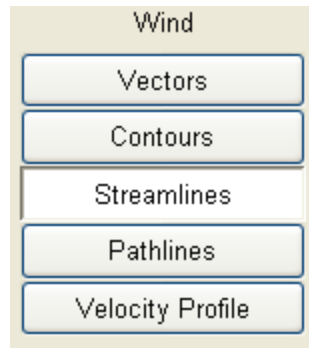 Wind
Vectors
Contours
Streamlines
Pathlines
Velocity Profile